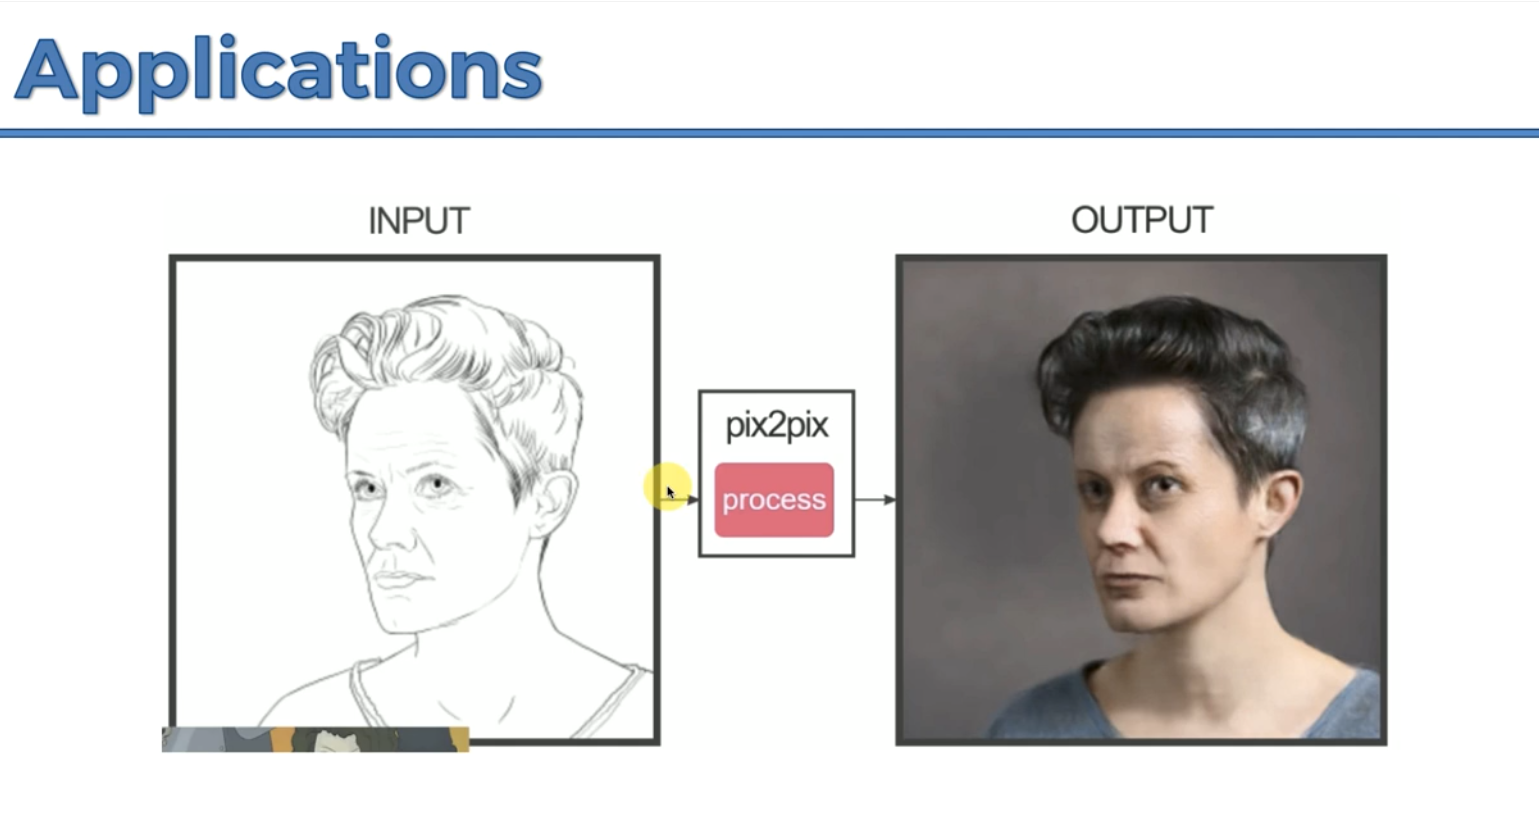 Applications
INPUT
OUTPUT
pix2pix
process